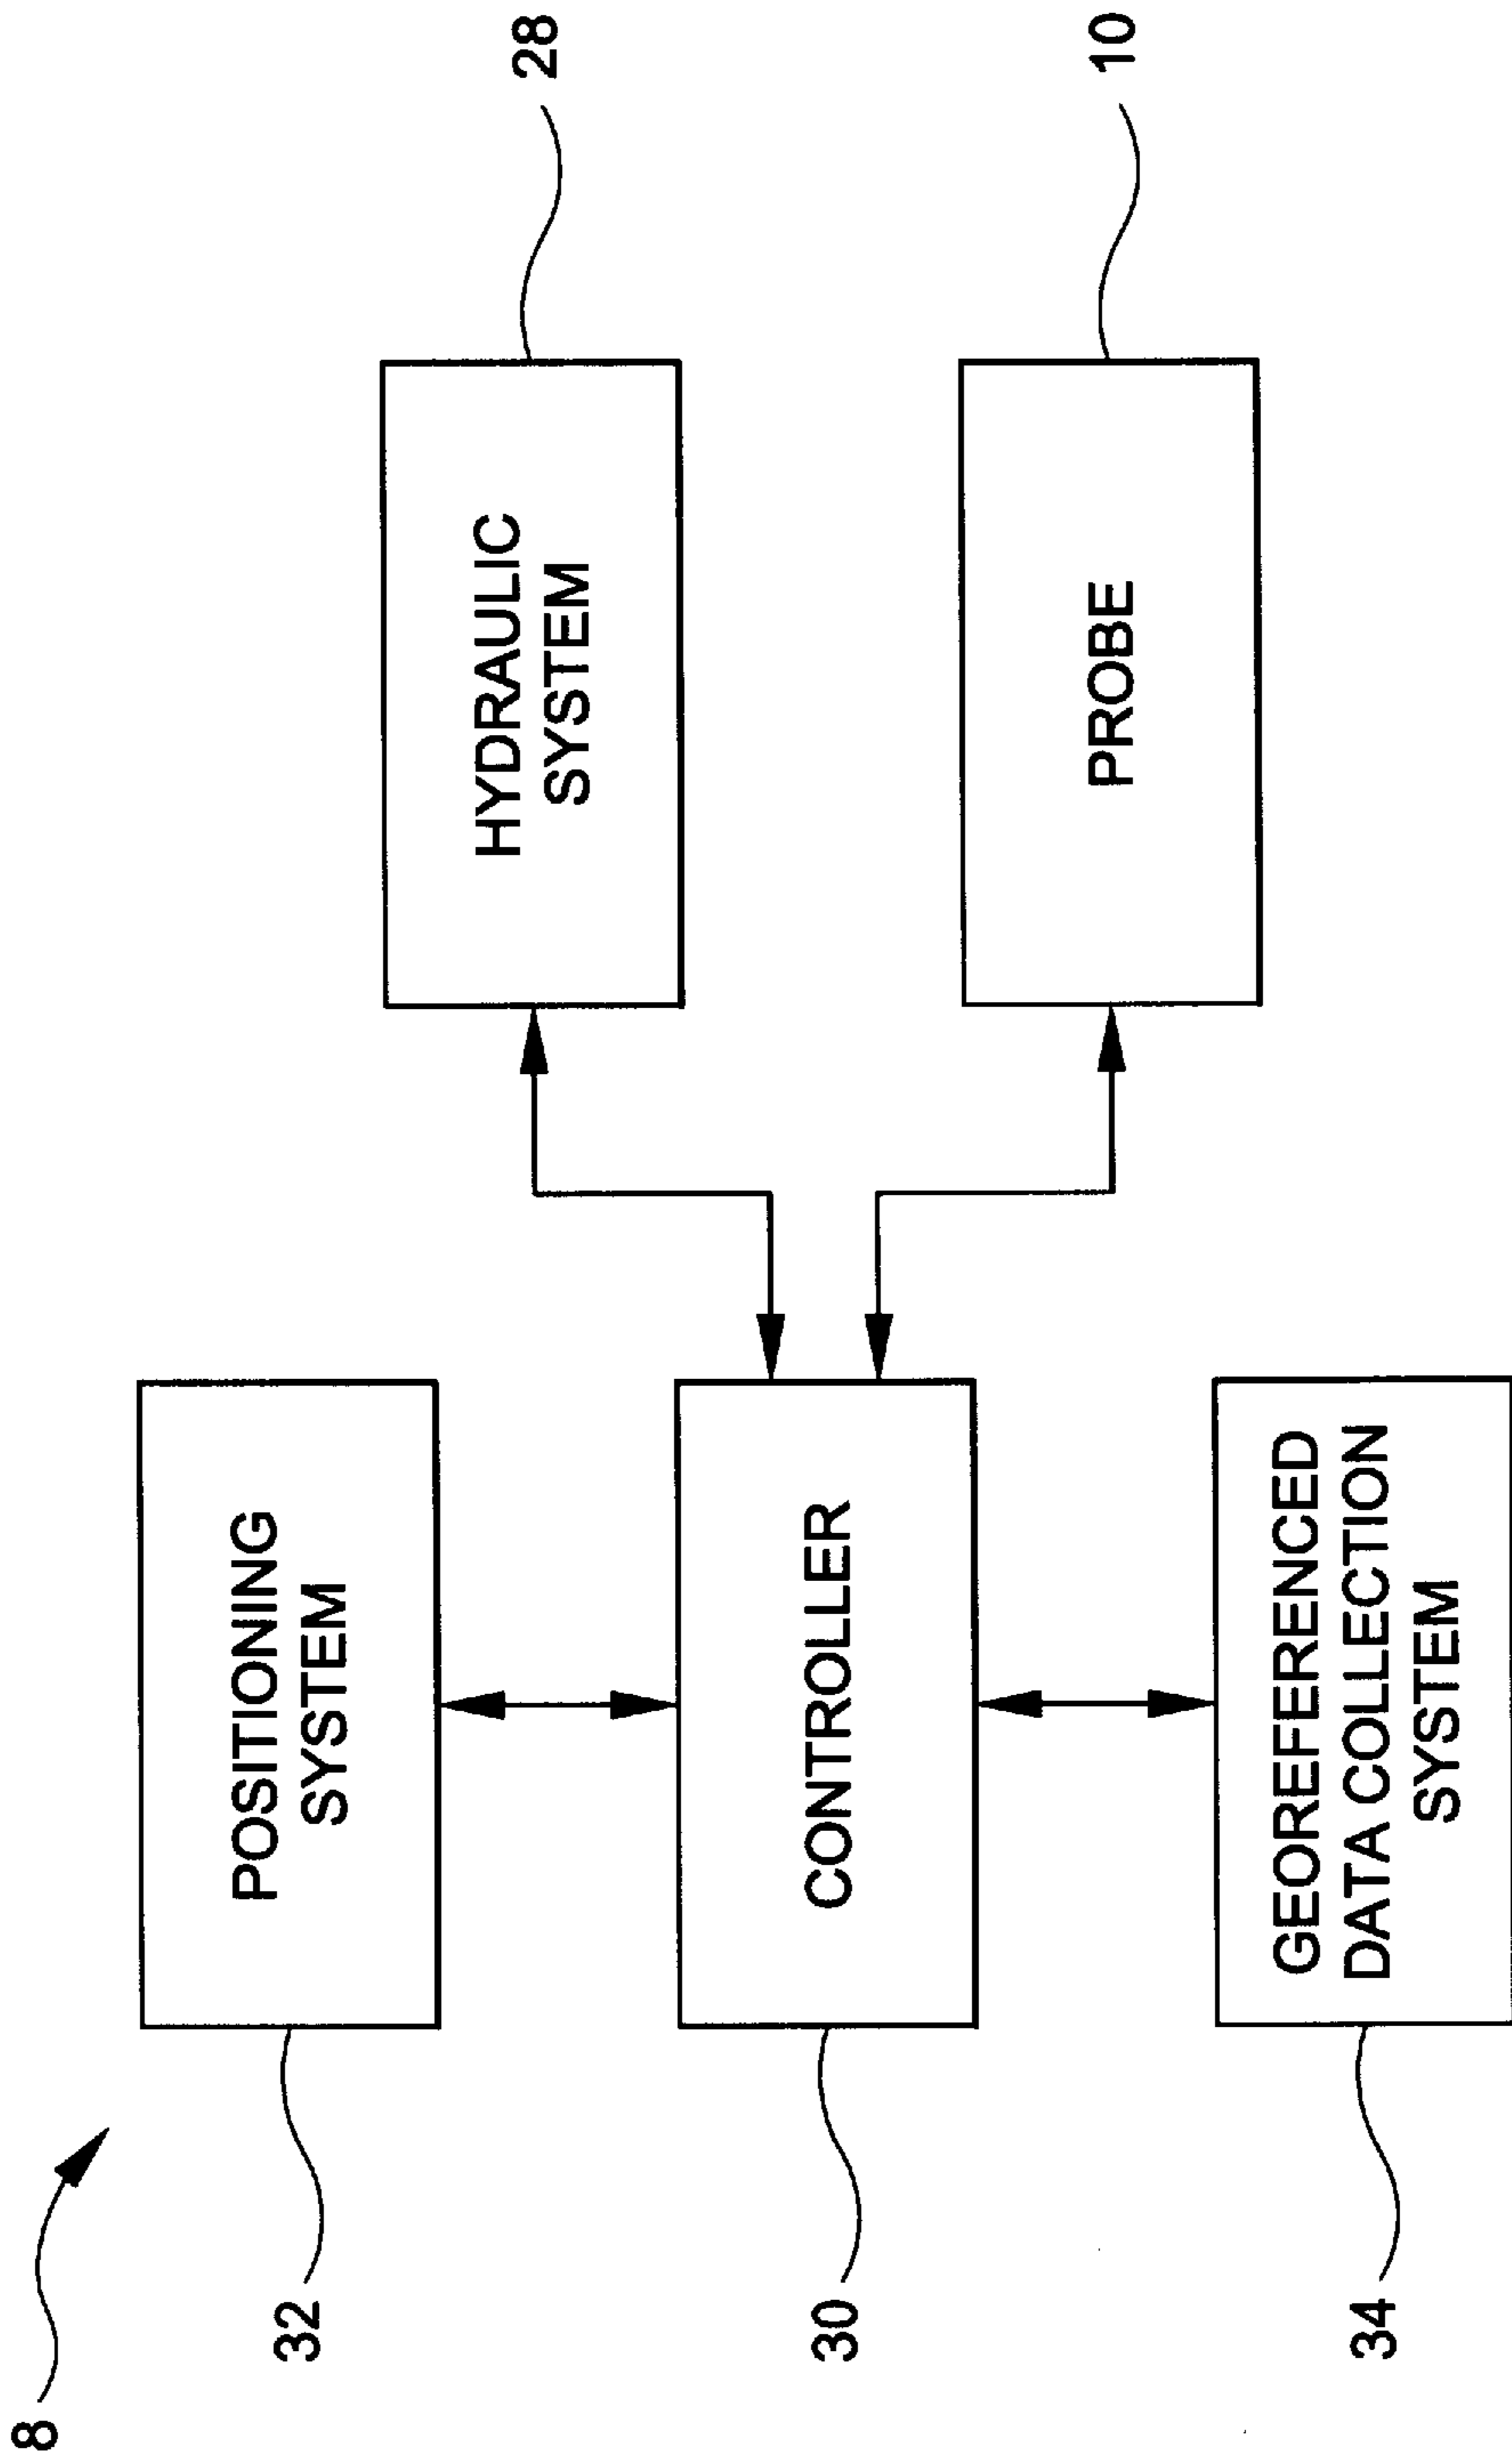 8
32
POSITIONING
SYSTEM
HYDRAULIC
SYSTEM
28
30
CONTROLLER
PROBE
10
34
GEOREFERENCED
DATA COLLECTION
SYSTEM